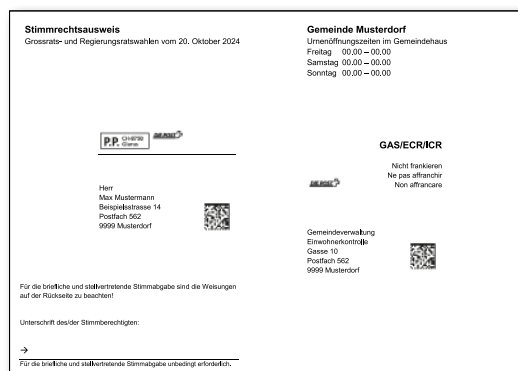 Stimmrechtsausweis
Grossrats- und Regierungsratswahlen vom 20. Oktober 2024
P.P. CH-8750
Glarus
DIE POST
Herr
Max Mustermann
Beispielsstrasse 14
Postfach 562
9999 Musterdorf
Für die briefliche und stellvertretende Stimmabgabe sind die Weisungen
auf der Rückseite zu beachten!
Unterschrift des/der Stimmberechtigten:
→
Für die briefliche und stellvertretende Stimmabgabe unbedingt erforderlich.
Gemeinde Musterdorf
Urnenöffnungszeiten im Gemeindehaus
Freitag 00.00 – 00.00
Samstag 00.00 – 00.00
Sonntag 00.00 – 00.00
GAS/ECR/ICR
Nicht frankieren
Ne pas affranchir
Non affrancare
DIE POST
Gemeindeverwaltung
Einwohnerkontrolle
Gasse 10
Postfach 562
9999 Musterdorf